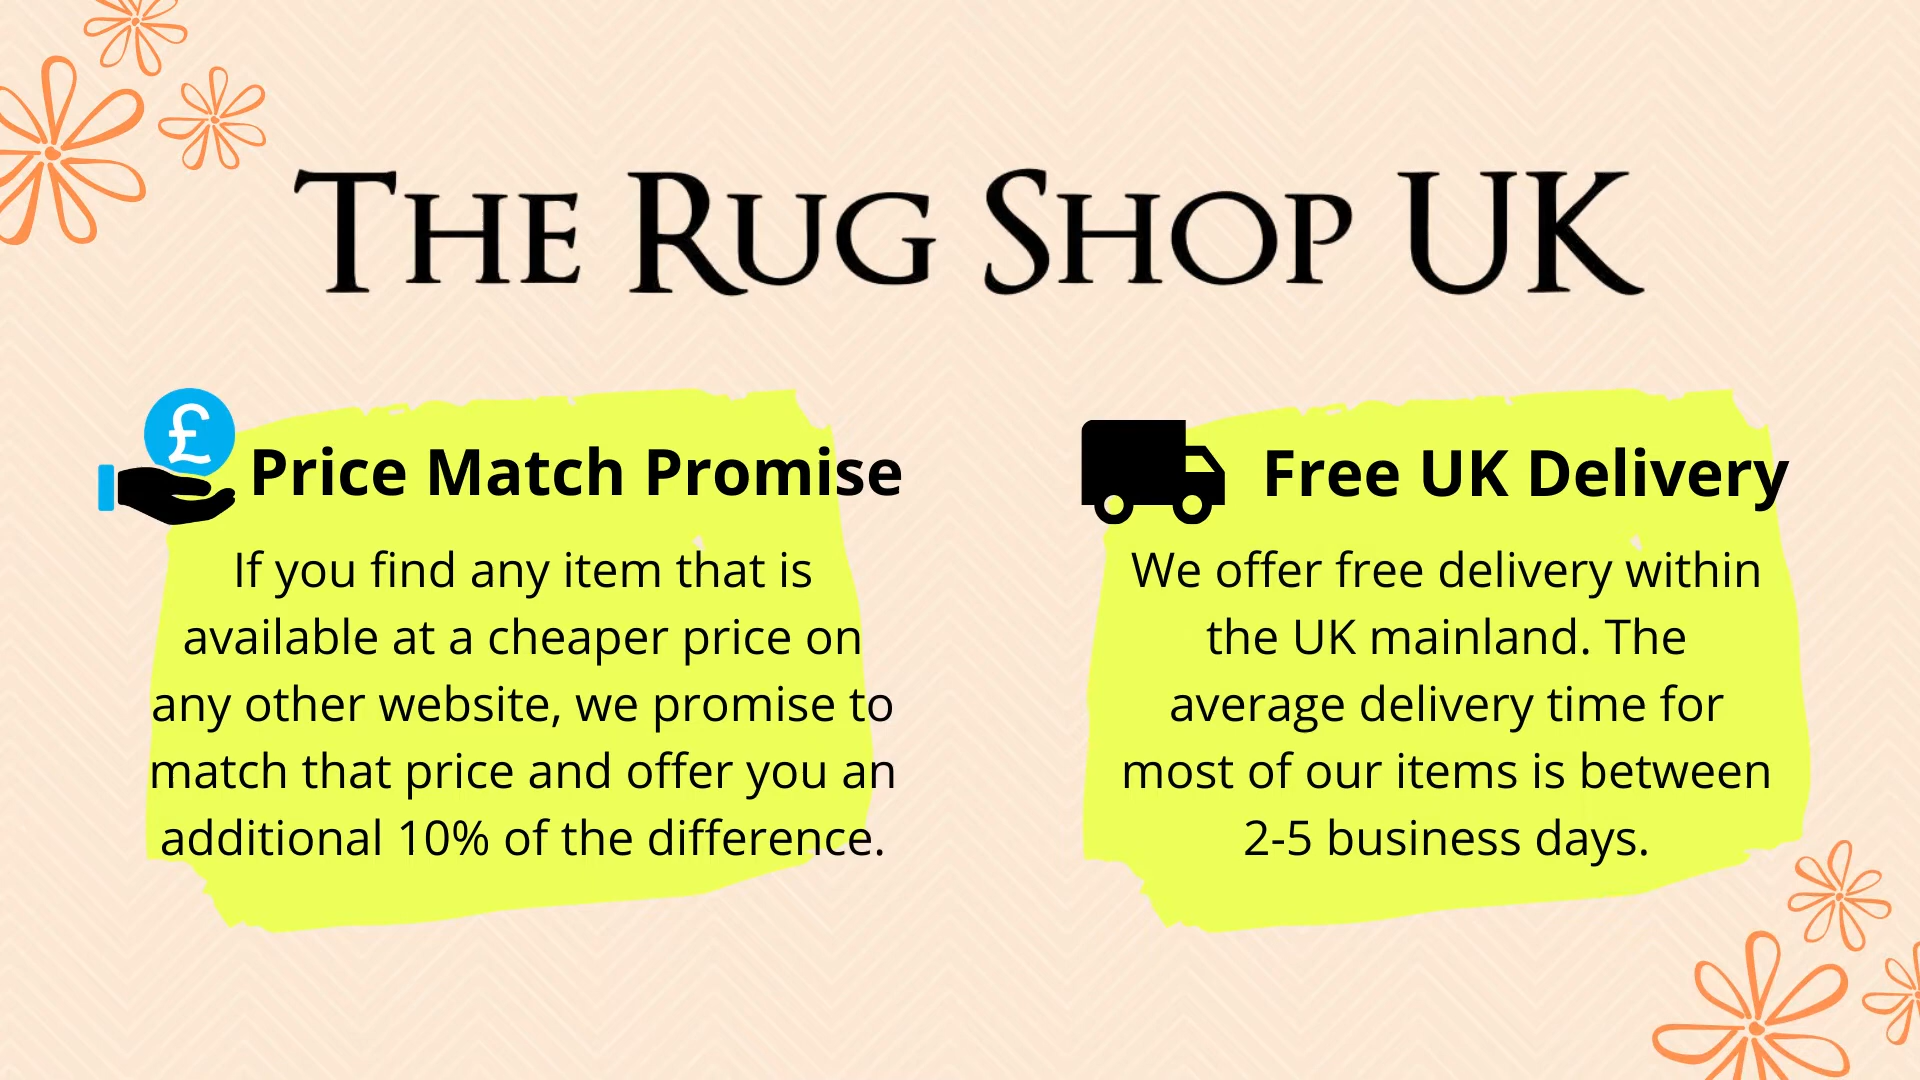 The Rug Shop UK
£
Price Match Promise
If you find any item that is
available at a cheaper price on
any other website, we promise to
match that price and offer you an
additional 10% of the difference.
Free UK Delivery
We offer free delivery within
the UK mainland. The
average delivery time for
most of our items is between
2-5 business days.